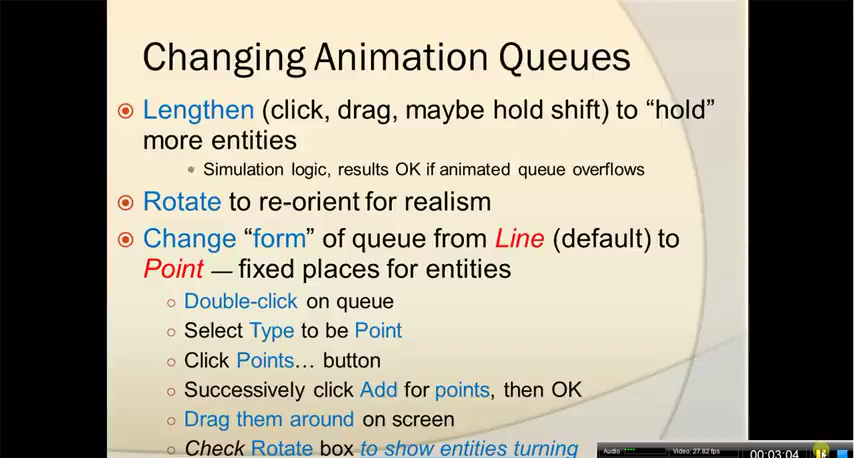 Changing Animation Queues
Lengthen (click, drag, maybe hold shift) to “hold”
more entities
Simulation logic, results OK if animated queue overflows
Rotate to re-orient for realism
Change “form” of queue from Line (default) to
Point — fixed places for entities
Double-click on queue
Select Type to be Point
Click Points… button
Successively click Add for points, then OK
Drag them around on screen
Check Rotate box to show entities turning
Audio Video: 27.82 fps 00:03:04